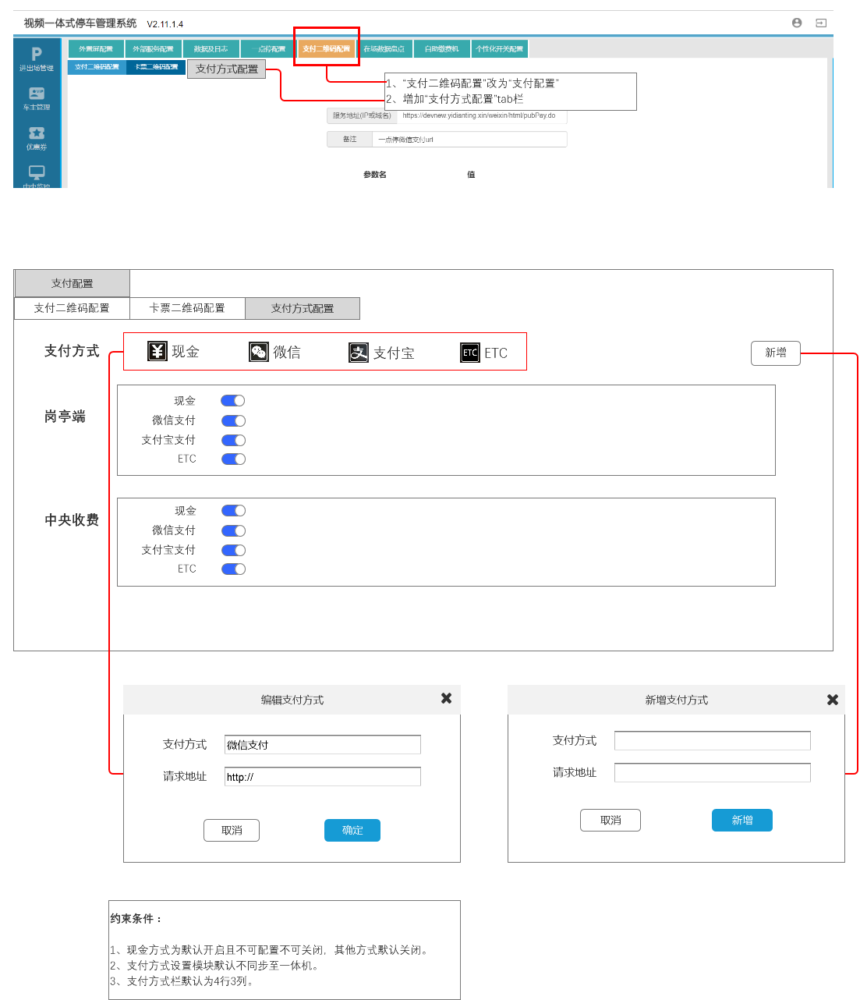 视频一体式停车管理系统 V2.11.1.4
外置屏配置 外部服务配置 数据及日志 一点停配置 支付二维码配置 在场数据盘点 自助缴费机 个性化开关配置
支付二维码配置 卡票二维码配置 支付方式配置
进出场管理
车主管理
优惠券
1、“支付二维码配置”改为“支付配置”
2、增加“支付方式配置”tab栏
服务地址(IP或域名) https://devnew.yidianting.xin/weixin/html/pubPay.do
备注 一点停微信支付url
参数名 值
支付配置
支付二维码配置 卡票二维码配置 支付方式配置
支付方式 现金 微信 支付宝 ETC ETC 新增
岗亭端
现金
微信支付
支付宝支付
ETC
中央收费
现金
微信支付
支付宝支付
ETC
编辑支付方式
支付方式 微信支付
请求地址 http://
取消 确定
新增支付方式
支付方式
请求地址
取消 新增
约束条件：
1、现金方式为默认开启且不可配置不可关闭，其他方式默认关闭。
2、支付方式设置模块默认不同步至一体机。
3、支付方式栏默认为4行3列。